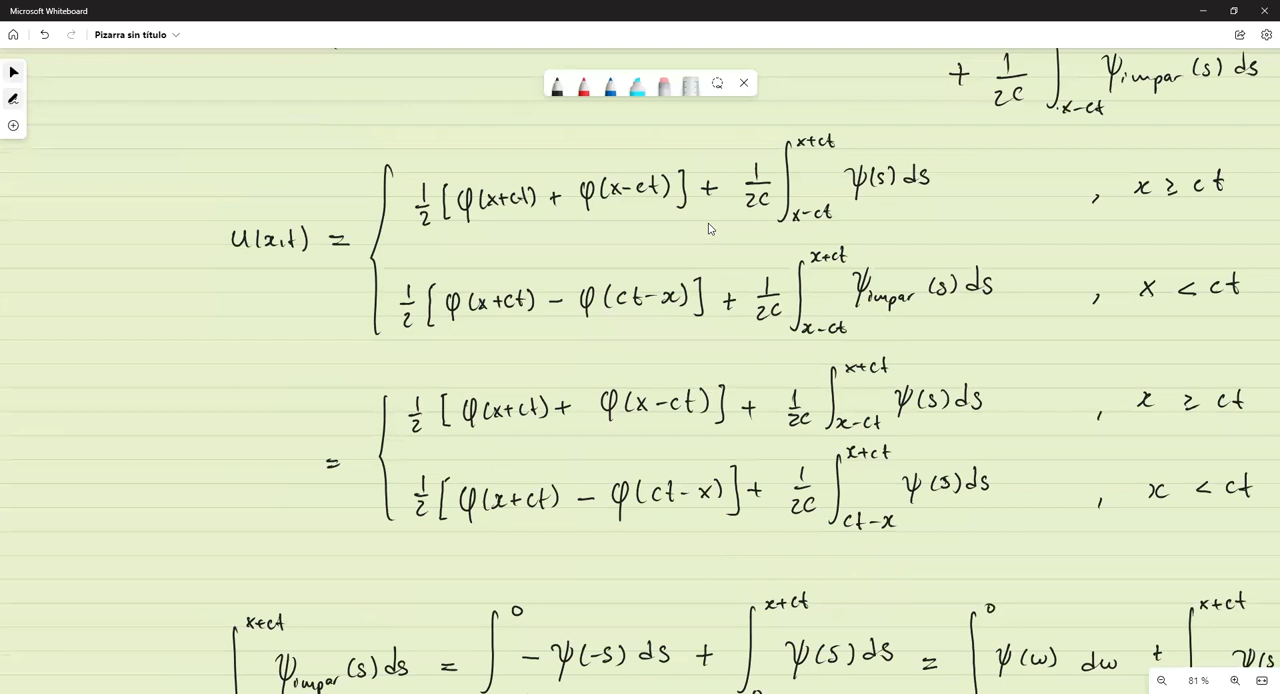 Microsoft Whiteboard
Pizarra sin título
+ 1/2c ∫_{x-ct} ψ_impar (s) ds
u(x,t) = { 1/2 [φ(x+ct) + φ(x-ct)] + 1/2c ∫_{x-ct}^{x+ct} ψ(s) ds , x ≥ ct
1/2 [φ(x+ct) - φ(ct-x)] + 1/2c ∫_{x-ct}^{x+ct} ψ_impar (s) ds , x < ct
= { 1/2 [φ(x+ct) + φ(x-ct)] + 1/2c ∫_{x-ct}^{x+ct} ψ(s) ds , x ≥ ct
1/2 [φ(x+ct) - φ(ct-x)] + 1/2c ∫_{ct-x}^{x+ct} ψ(s) ds , x < ct
∫^{x+ct} ψ_impar (s) ds = ∫^{0} -ψ(-s) ds + ∫_{0}^{x+ct} ψ(s) ds = ∫^{0} ψ(w) dw + ∫^{x+ct} ψ(s
81 %